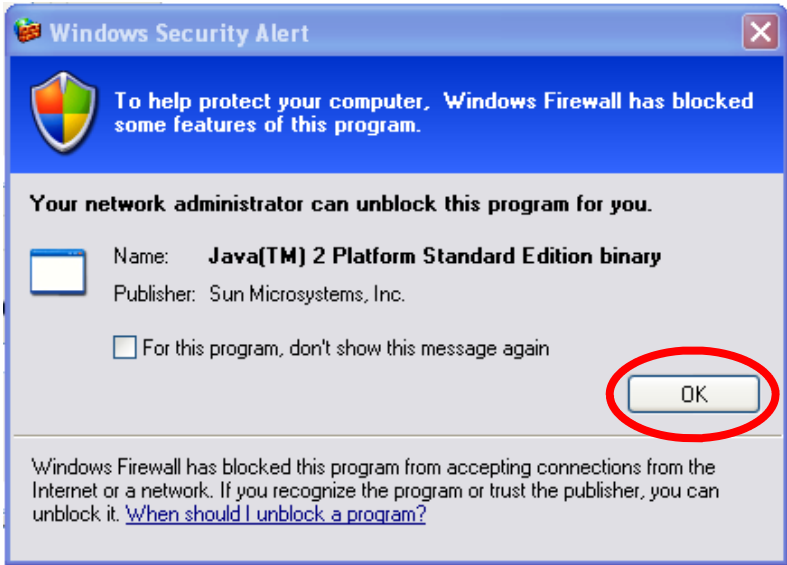 Windows Security Alert
To help protect your computer, Windows Firewall has blocked
some features of this program.
Your network administrator can unblock this program for you.
Name: Java(TM) 2 Platform Standard Edition binary
Publisher: Sun Microsystems, Inc.
For this program, don't show this message again
OK
Windows Firewall has blocked this program from accepting connections from the
Internet or a network. If you recognize the program or trust the publisher, you can
unblock it. When should I unblock a program?